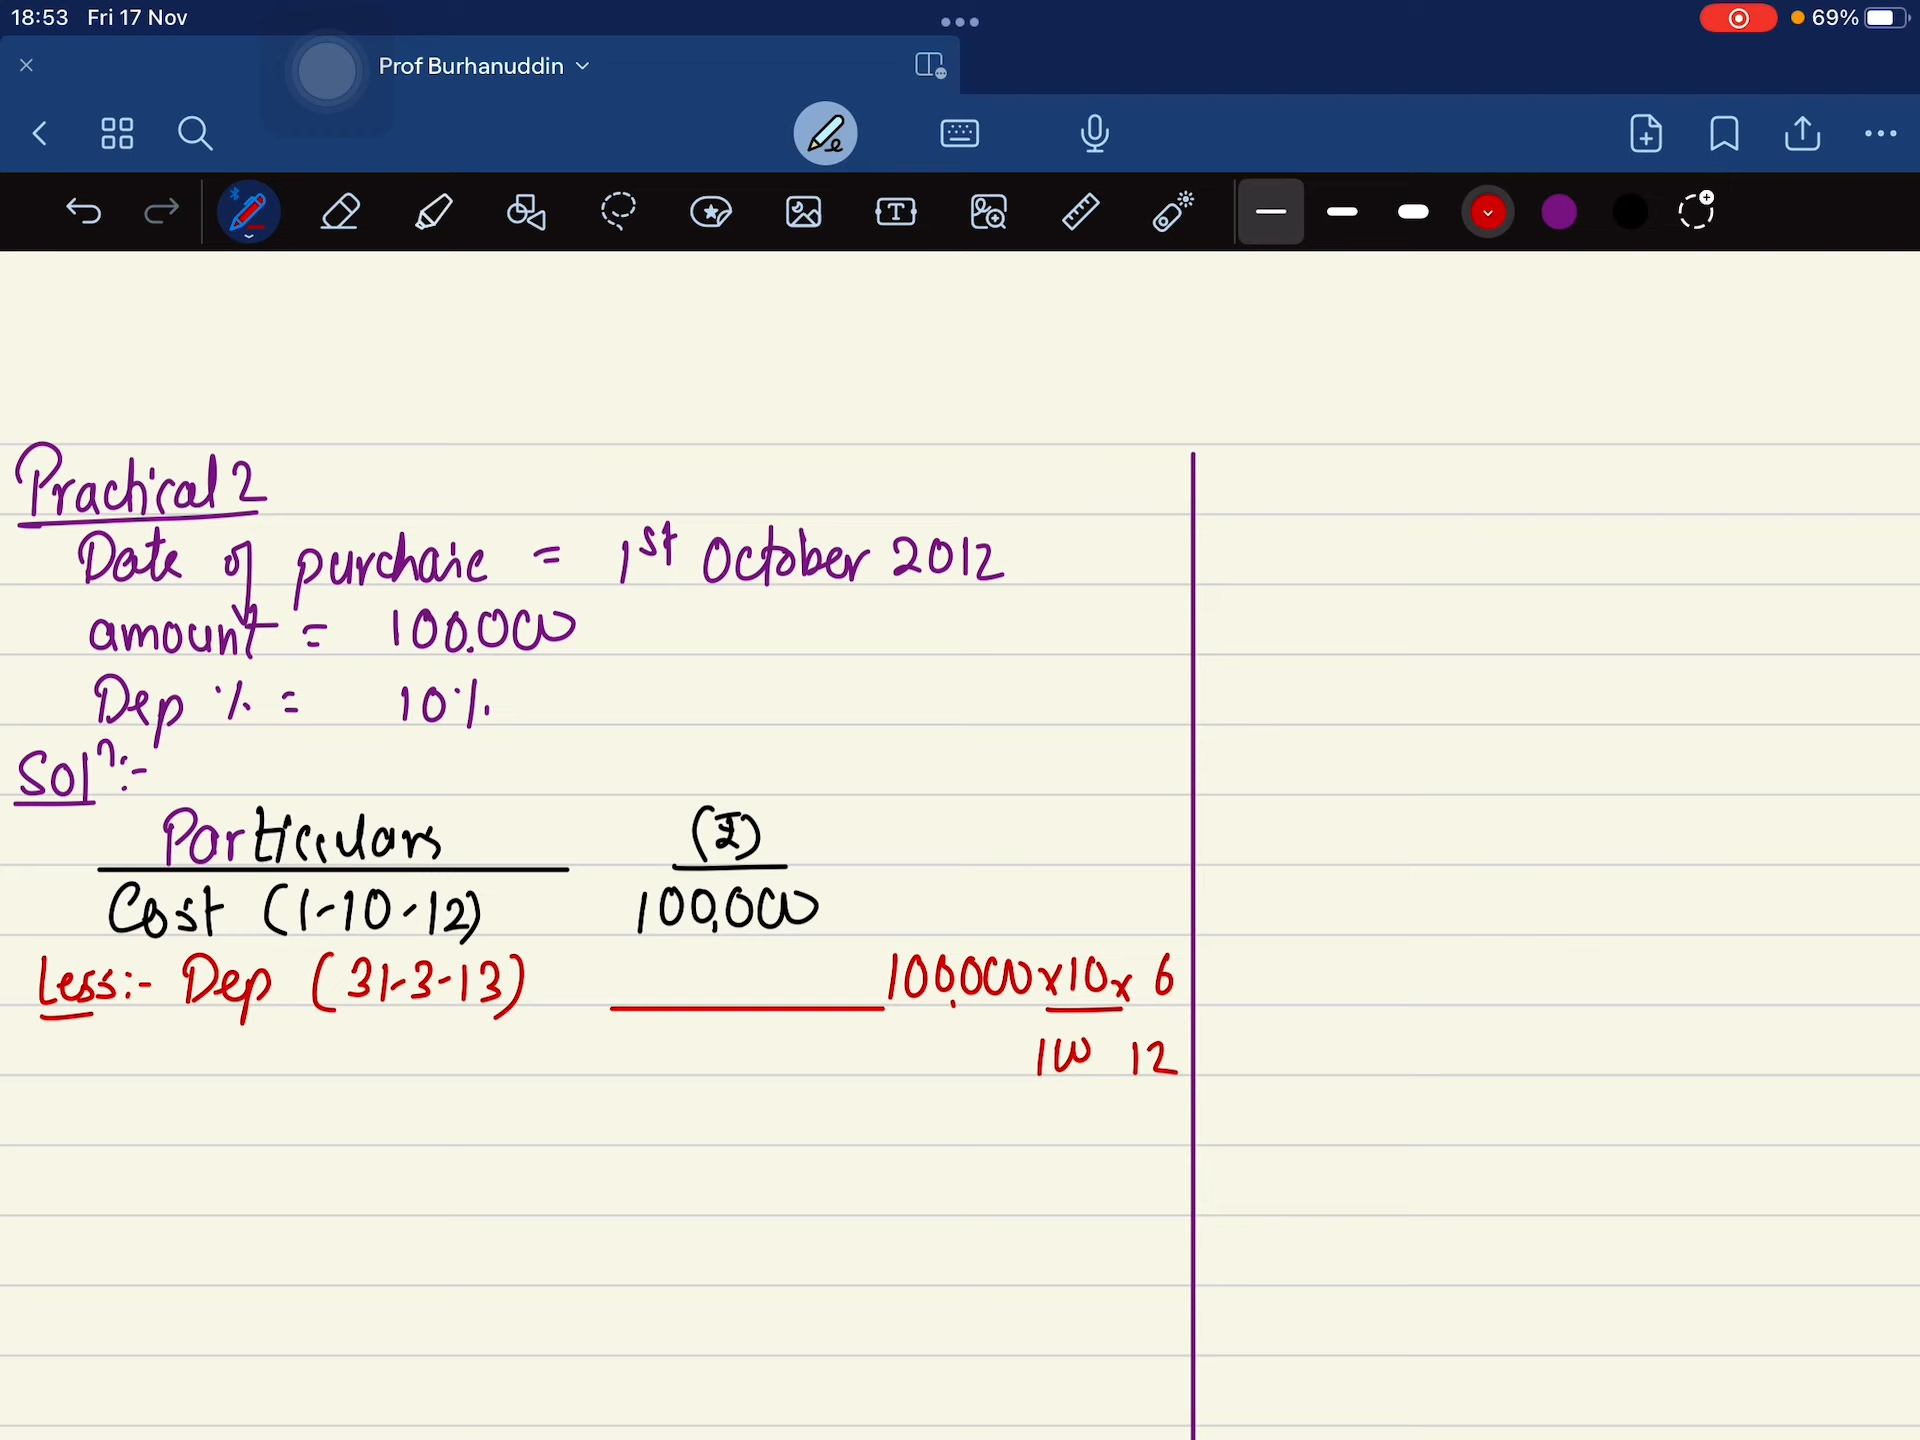 18:53 Fri 17 Nov
69%
Prof Burhanuddin
Practical 2
Date of purchase = 1st October 2012
amount = 100,000
Dep % = 10%
Solⁿ:-
Particulars (₹)
Cost (1-10-12) 100,000
Less:- Dep (31-3-13) 100,000 x 10 x 6
100 12